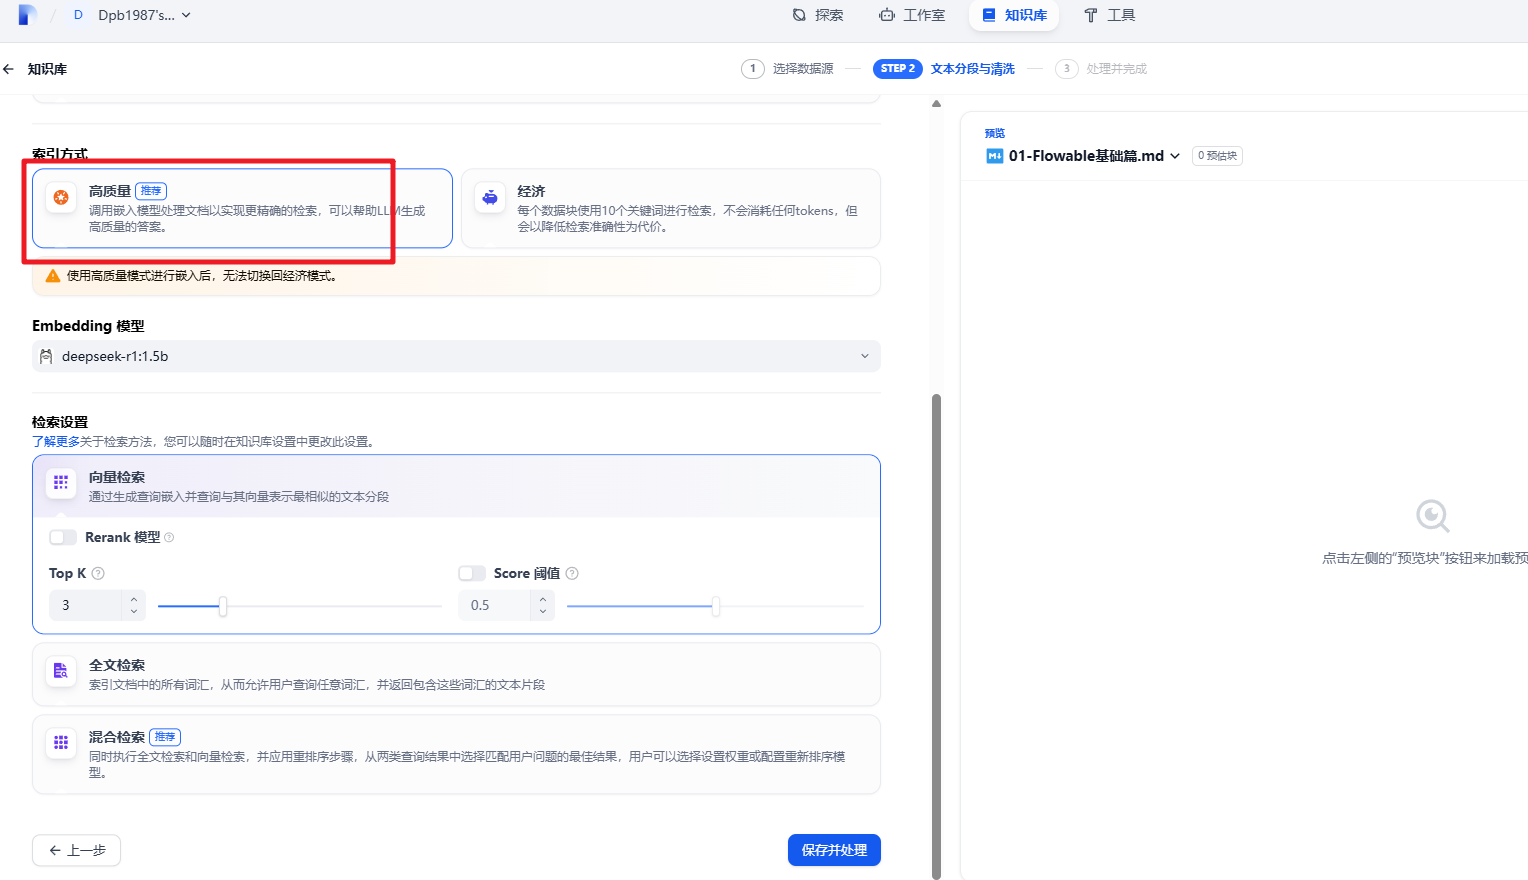 D Dpb1987's...
探索
工作室
知识库
工具
知识库
1 选择数据源
STEP 2 文本分段与清洗
3 处理并完成
索引方式
高质量 推荐
调用嵌入模型处理文档以实现更精确的检索，可以帮助LLM生成
高质量的答案。
经济
每个数据块使用10个关键词进行检索，不会消耗任何tokens，但
会以降低检索准确性为代价。
使用高质量模式进行嵌入后，无法切换回经济模式。
Embedding 模型
deepseek-r1:1.5b
检索设置
了解更多关于检索方法，您可以随时在知识库设置中更改此设置。
向量检索
通过生成查询嵌入并查询与其向量表示最相似的文本分段
Rerank 模型
Top K
Score 阈值
3
0.5
全文检索
索引文档中的所有词汇，从而允许用户查询任意词汇，并返回包含这些词汇的文本片段
混合检索 推荐
同时执行全文检索和向量检索，并应用重排序步骤，从两类查询结果中选择匹配用户问题的最佳结果，用户可以选择设置权重或配置重新排序模
型。
上一步
保存并处理
预览
M 01-Flowable基础篇.md 0 预估块
点击左侧的“预览块”按钮来加载预